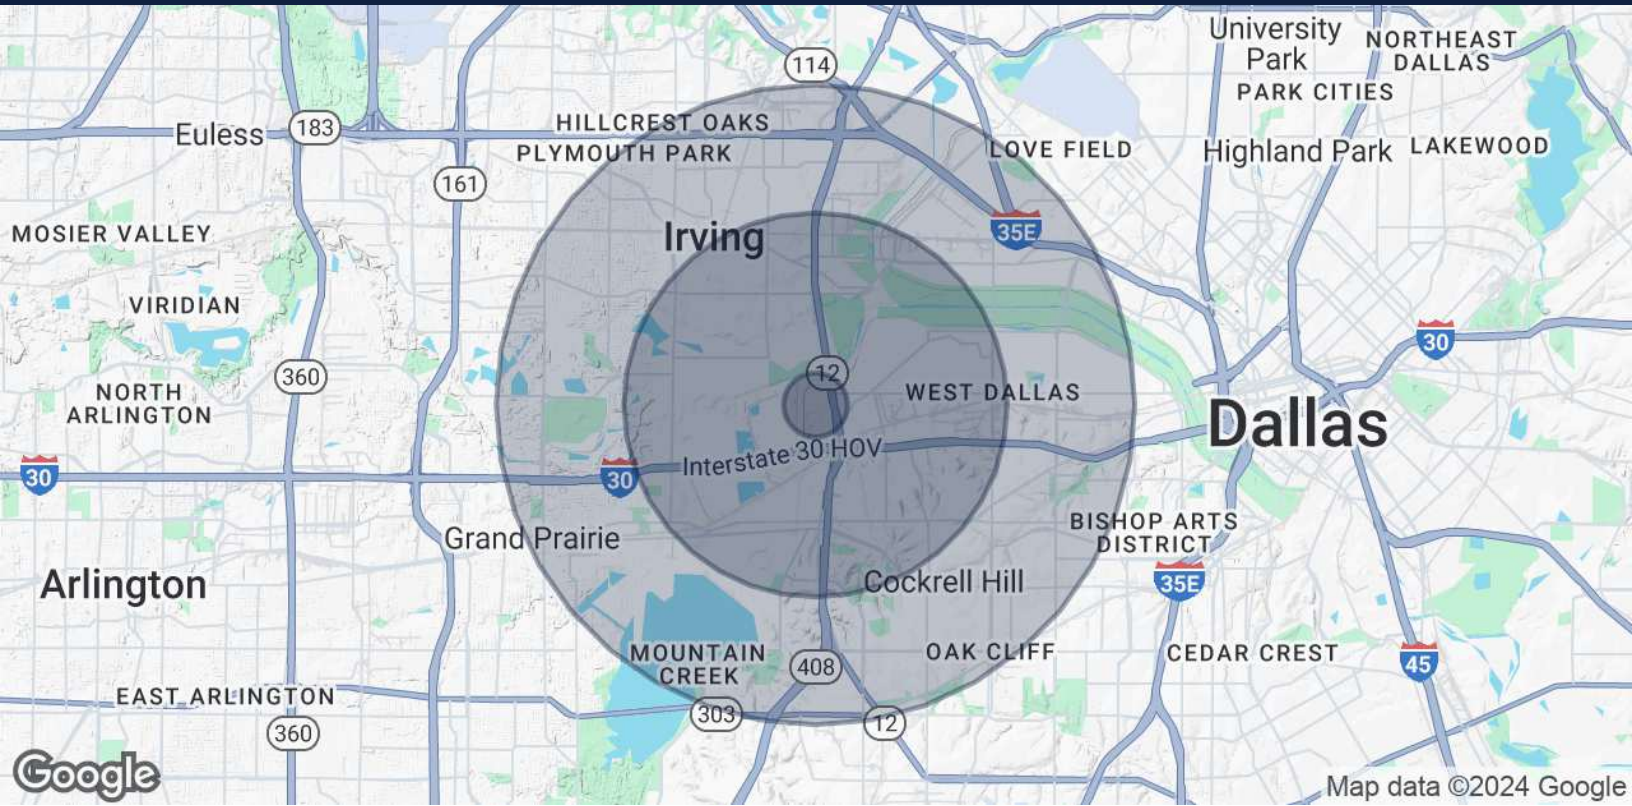 University
Park
NORTHEAST
DALLAS
114
PARK CITIES
Euless
183
HILLCREST OAKS
PLYMOUTH PARK
LOVE FIELD
Highland Park
LAKEWOOD
161
MOSIER VALLEY
Irving
35E
VIRIDIAN
30
360
12
NORTH
ARLINGTON
WEST DALLAS
Dallas
30
30
Interstate 30 HOV
Grand Prairie
BISHOP ARTS
DISTRICT
Arlington
Cockrell Hill
35E
MOUNTAIN
CREEK
408
OAK CLIFF
CEDAR CREST
45
EAST ARLINGTON
303
12
360
Google
Map data ©2024 Google